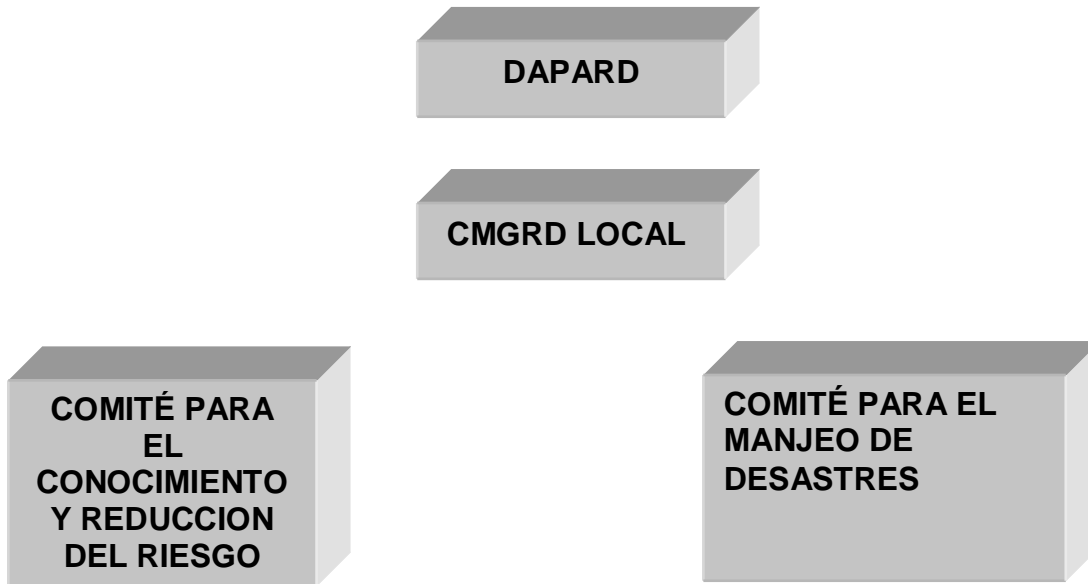 DAPARD
CMGRD LOCAL
COMITÉ PARA
EL
CONOCIMIENTO
Y REDUCCION
DEL RIESGO
COMITÉ PARA EL
MANJEO DE
DESASTRES